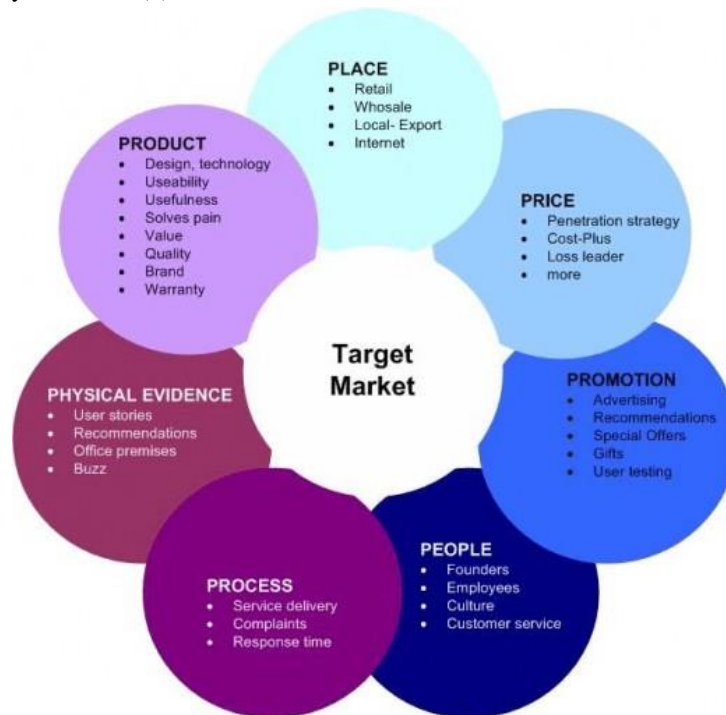 PLACE
• Retail
• Whosale
• Local- Export
• Internet
PRODUCT
• Design, technology
• Useability
• Usefulness
• Solves pain
• Value
• Quality
• Brand
• Warranty
PRICE
• Penetration strategy
• Cost-Plus
• Loss leader
• more
Target
Market
PHYSICAL EVIDENCE
• User stories
• Recommendations
• Office premises
• Buzz
PROMOTION
• Advertising
• Recommendations
• Special Offers
• Gifts
• User testing
PROCESS
• Service delivery
• Complaints
• Response time
PEOPLE
• Founders
• Employees
• Culture
• Customer service